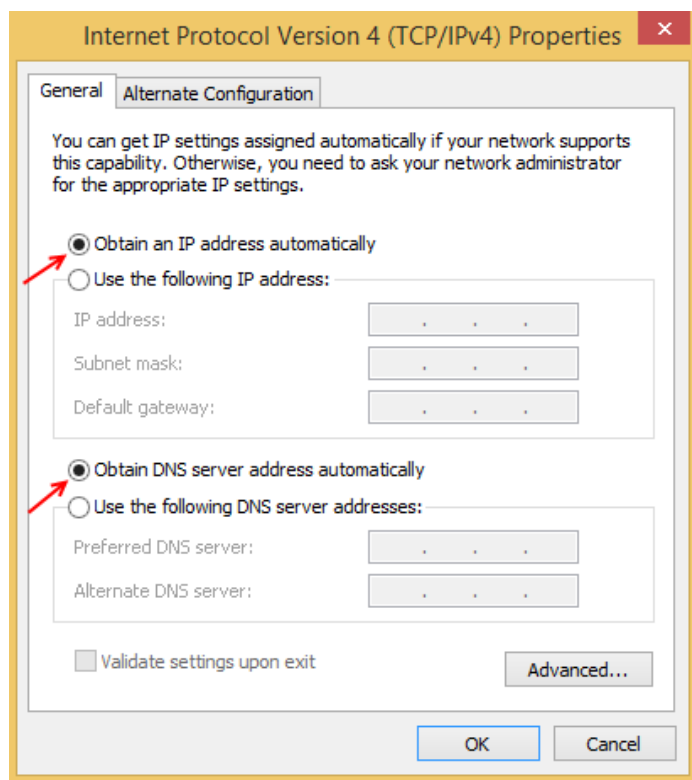 Internet Protocol Version 4 (TCP/IPv4) Properties
General
Alternate Configuration
You can get IP settings assigned automatically if your network supports
this capability. Otherwise, you need to ask your network administrator
for the appropriate IP settings.
Obtain an IP address automatically
Use the following IP address:
IP address:
Subnet mask:
Default gateway:
Obtain DNS server address automatically
Use the following DNS server addresses:
Preferred DNS server:
Alternate DNS server:
Validate settings upon exit
Advanced...
OK
Cancel